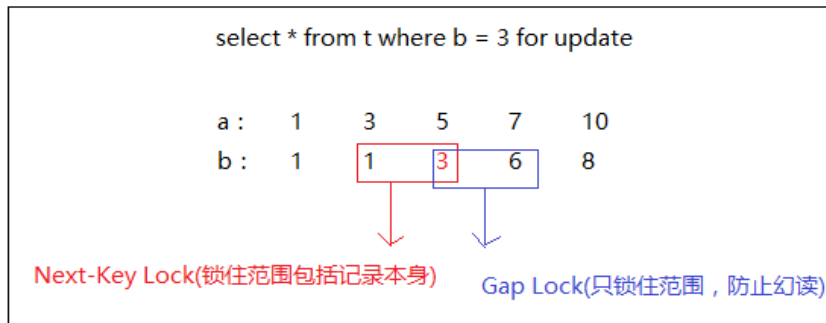 select * from t where b = 3 for update
a : 1 3 5 7 10
b : 1 1 3 6 8
Next-Key Lock(锁住范围包括记录本身)
Gap Lock(只锁住范围，防止幻读)